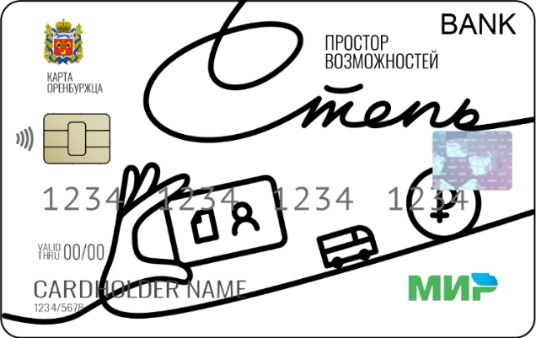 BANK
ПРОСТОР
ВОЗМОЖНОСТЕЙ
КАРТА
ОРЕНБУРЖЦА
Степь
1234 1234 1234 1234
₽
VALID
THRU 00/00
CARDHOLDER NAME
1234/5678
МИР